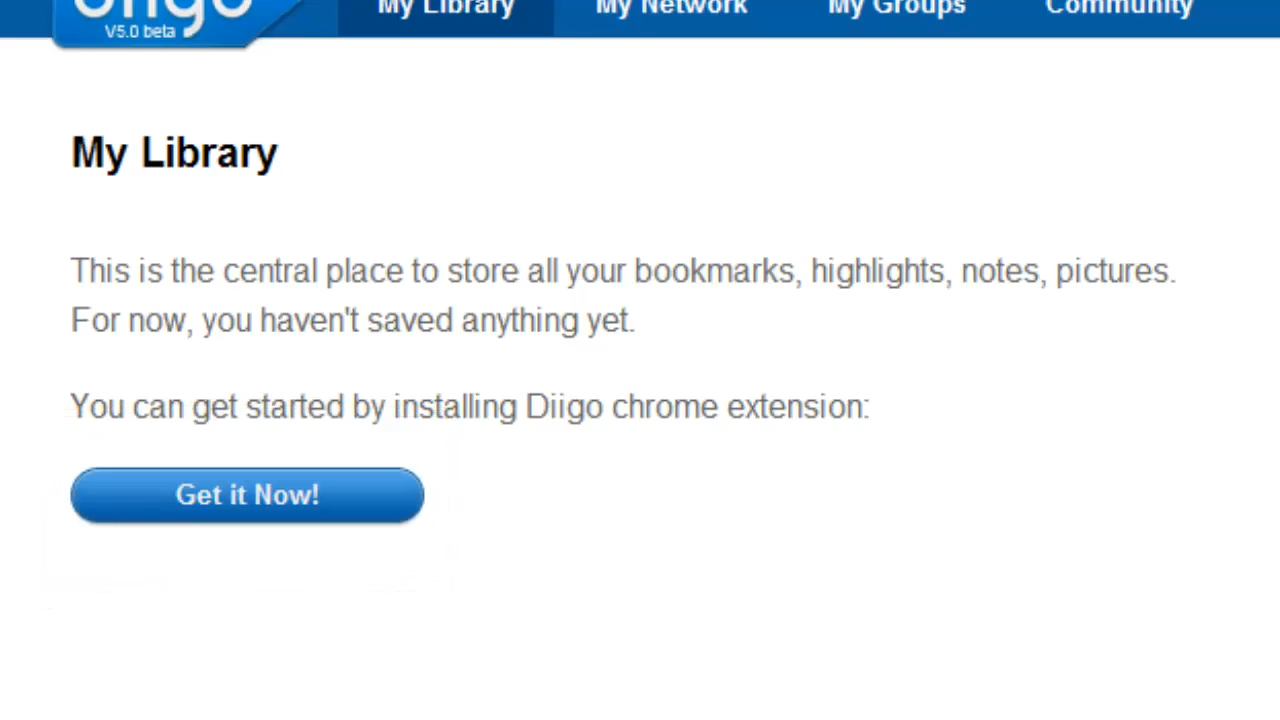 My Library My Network My Groups Community
V5.0 beta
My Library
This is the central place to store all your bookmarks, highlights, notes, pictures.
For now, you haven't saved anything yet.
You can get started by installing Diigo chrome extension:
Get it Now!